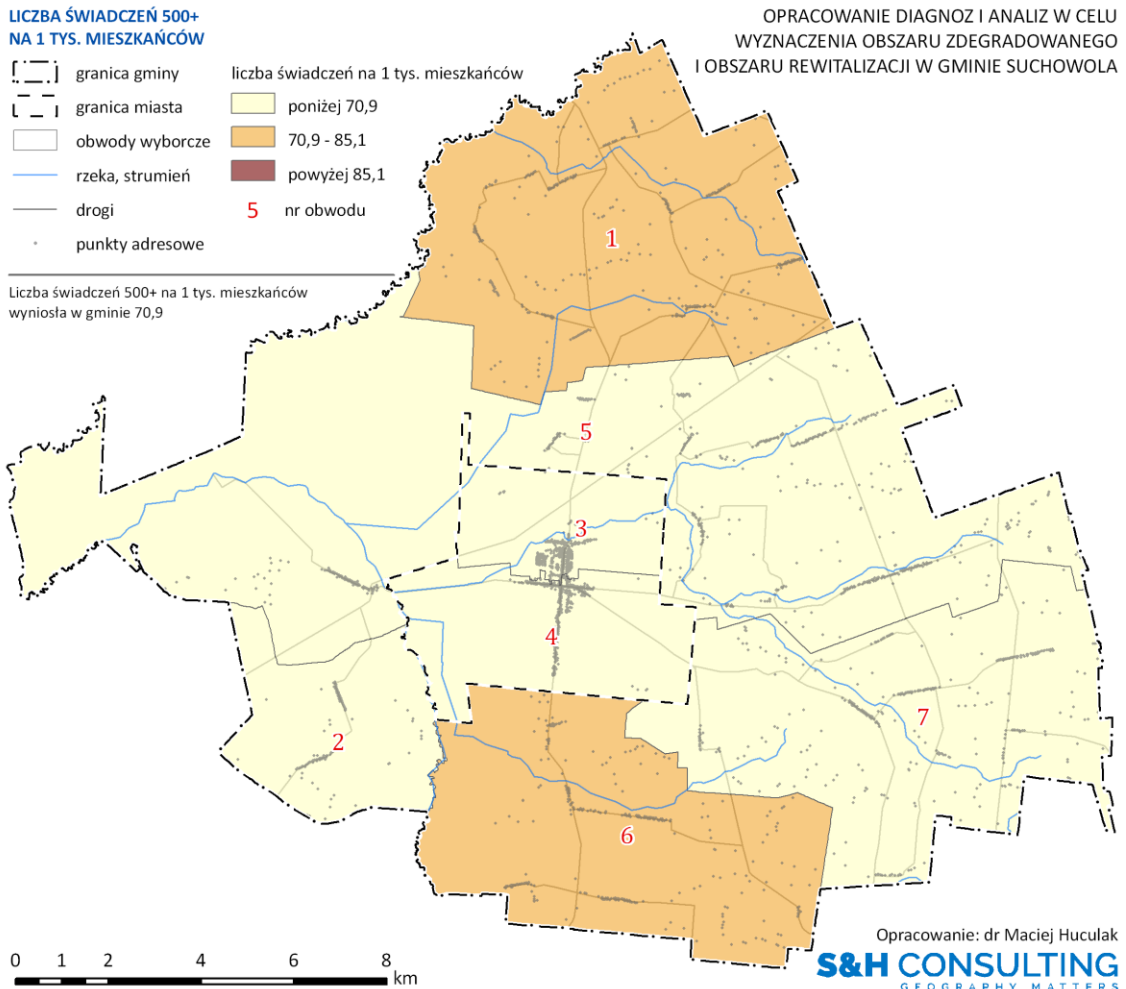 LICZBA ŚWIADCZEŃ 500+
NA 1 TYS. MIESZKAŃCÓW
OPRACOWANIE DIAGNOZ I ANALIZ W CELU
WYZNACZENIA OBSZARU ZDEGRADOWANEGO
I OBSZARU REWITALIZACJI W GMINIE SUCHOWOLA
granica gminy
granica miasta
obwody wyborcze
rzeka, strumień
drogi
punkty adresowe
liczba świadczeń na 1 tys. mieszkańców
poniżej 70,9
70,9 - 85,1
powyżej 85,1
5 nr obwodu
Liczba świadczeń 500+ na 1 tys. mieszkańców
wyniosła w gminie 70,9
1
5
3
4
2
7
6
0 1 2 4 6 8
km
Opracowanie: dr Maciej Huculak
S&H CONSULTING
GEOGRAPHY MATTERS